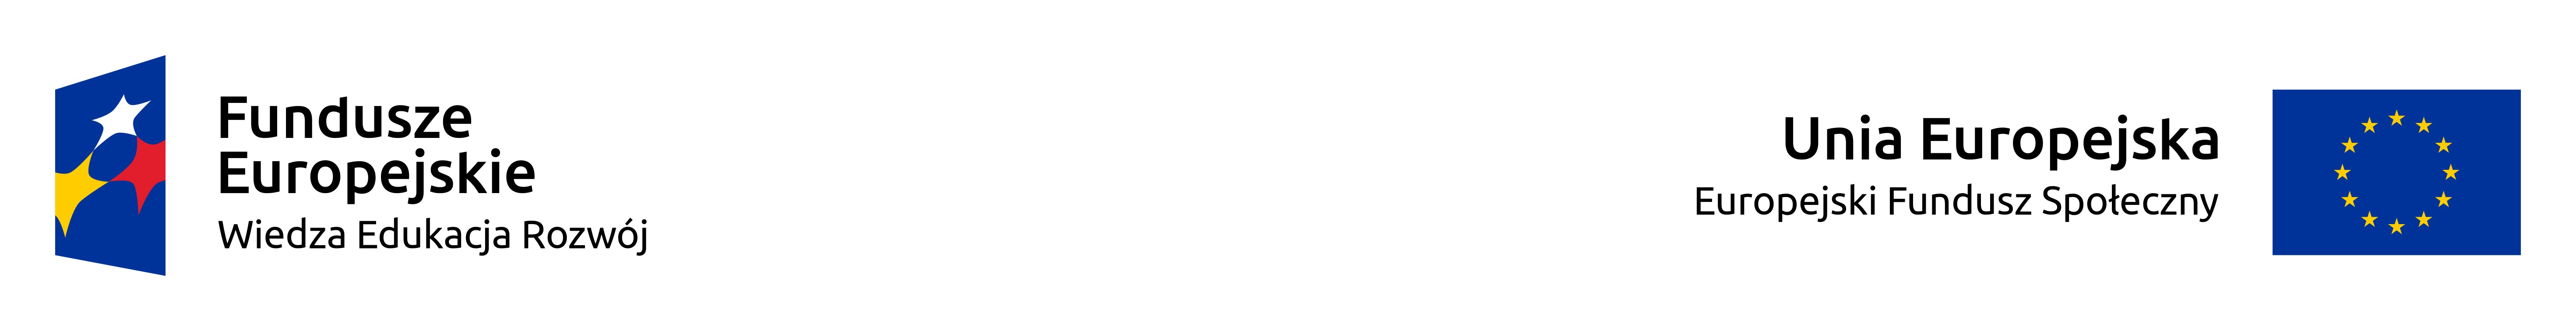 Fundusze
Europejskie
Wiedza Edukacja Rozwój
Unia Europejska
Europejski Fundusz Społeczny